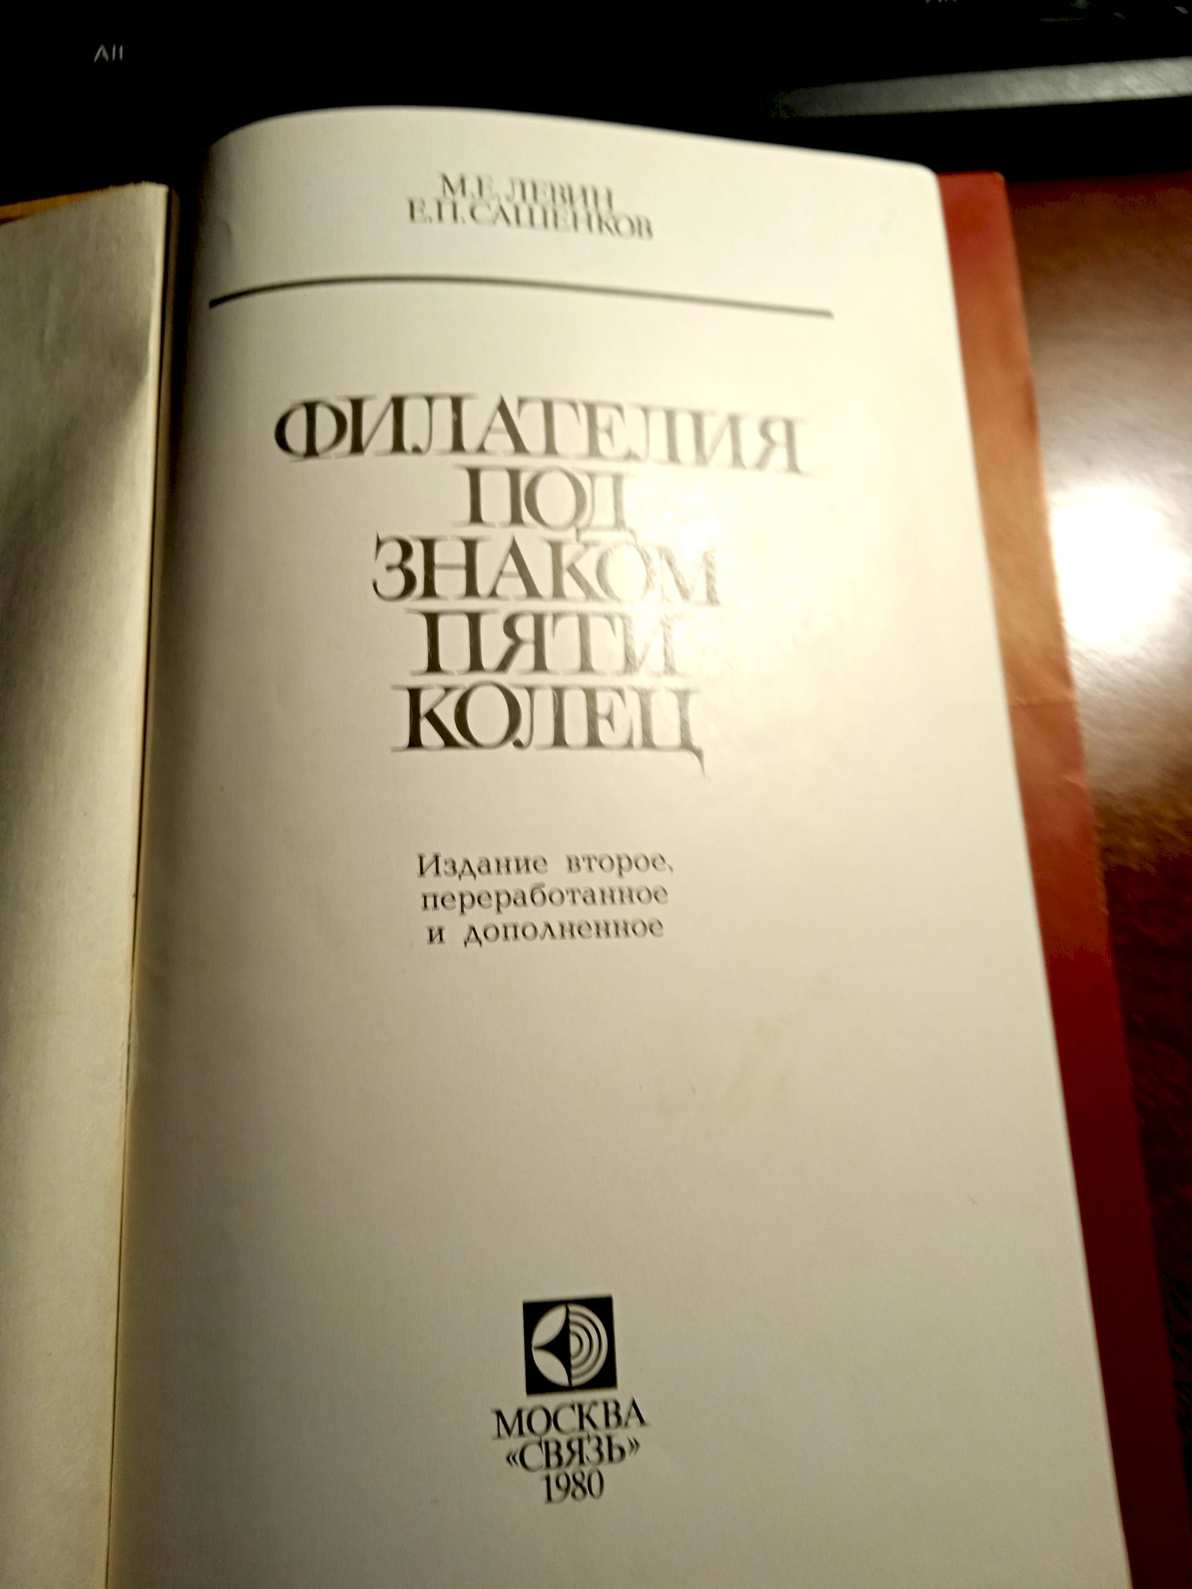 М.Е. ЛЕВИН
Е.П. САШЕНКОВ
ФИЛАТЕЛИЯ
ПОД
ЗНАКОМ
ПЯТИ
КОЛЕЦ
Издание второе,
переработанное
и дополненное
МОСКВА
«СВЯЗЬ»
1980